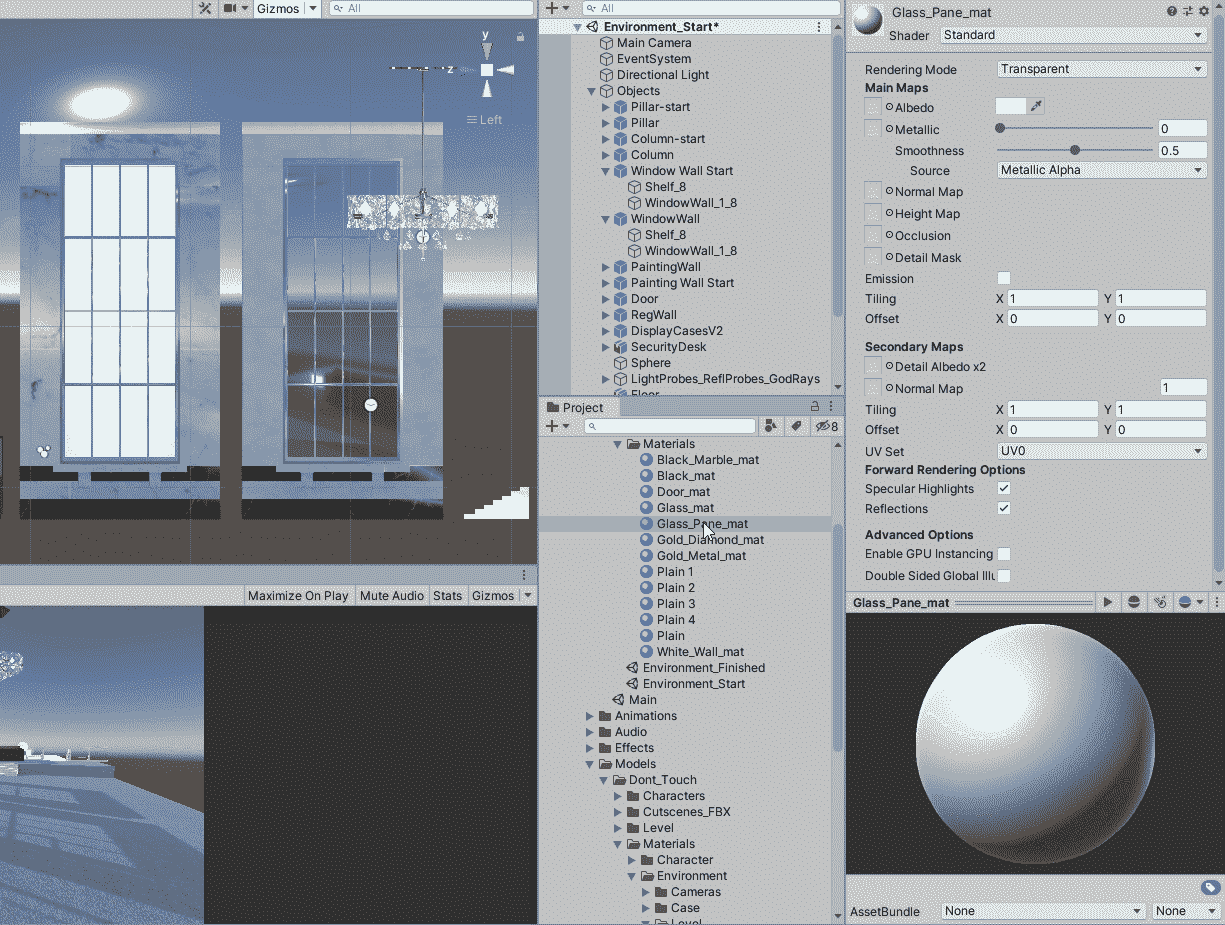 Gizmos
All
y
z
Left
Maximize On Play Mute Audio Stats Gizmos
All
Environment_Start*
Main Camera
EventSystem
Directional Light
Objects
Pillar-start
Pillar
Column-start
Column
Window Wall Start
Shelf_8
WindowWall_1_8
WindowWall
Shelf_8
WindowWall_1_8
PaintingWall
Painting Wall Start
Door
RegWall
DisplayCasesV2
SecurityDesk
Sphere
LightProbes_ReflProbes_GodRays
Floor
Project
8
Materials
Black_Marble_mat
Black_mat
Door_mat
Glass_mat
Glass_Pane_mat
Gold_Diamond_mat
Gold_Metal_mat
Plain 1
Plain 2
Plain 3
Plain 4
Plain
White_Wall_mat
Environment_Finished
Environment_Start
Main
Animations
Audio
Effects
Models
Dont_Touch
Characters
Cutscenes_FBX
Level
Materials
Character
Environment
Cameras
Case
Level
Glass_Pane_mat
Shader Standard
Rendering Mode Transparent
Main Maps
Albedo
Metallic 0
Smoothness 0.5
Source Metallic Alpha
Normal Map
Height Map
Occlusion
Detail Mask
Emission
Tiling X 1 Y 1
Offset X 0 Y 0
Secondary Maps
Detail Albedo x2
Normal Map 1
Tiling X 1 Y 1
Offset X 0 Y 0
UV Set UV0
Forward Rendering Options
Specular Highlights
Reflections
Advanced Options
Enable GPU Instancing
Double Sided Global Illu
Glass_Pane_mat
AssetBundle None None